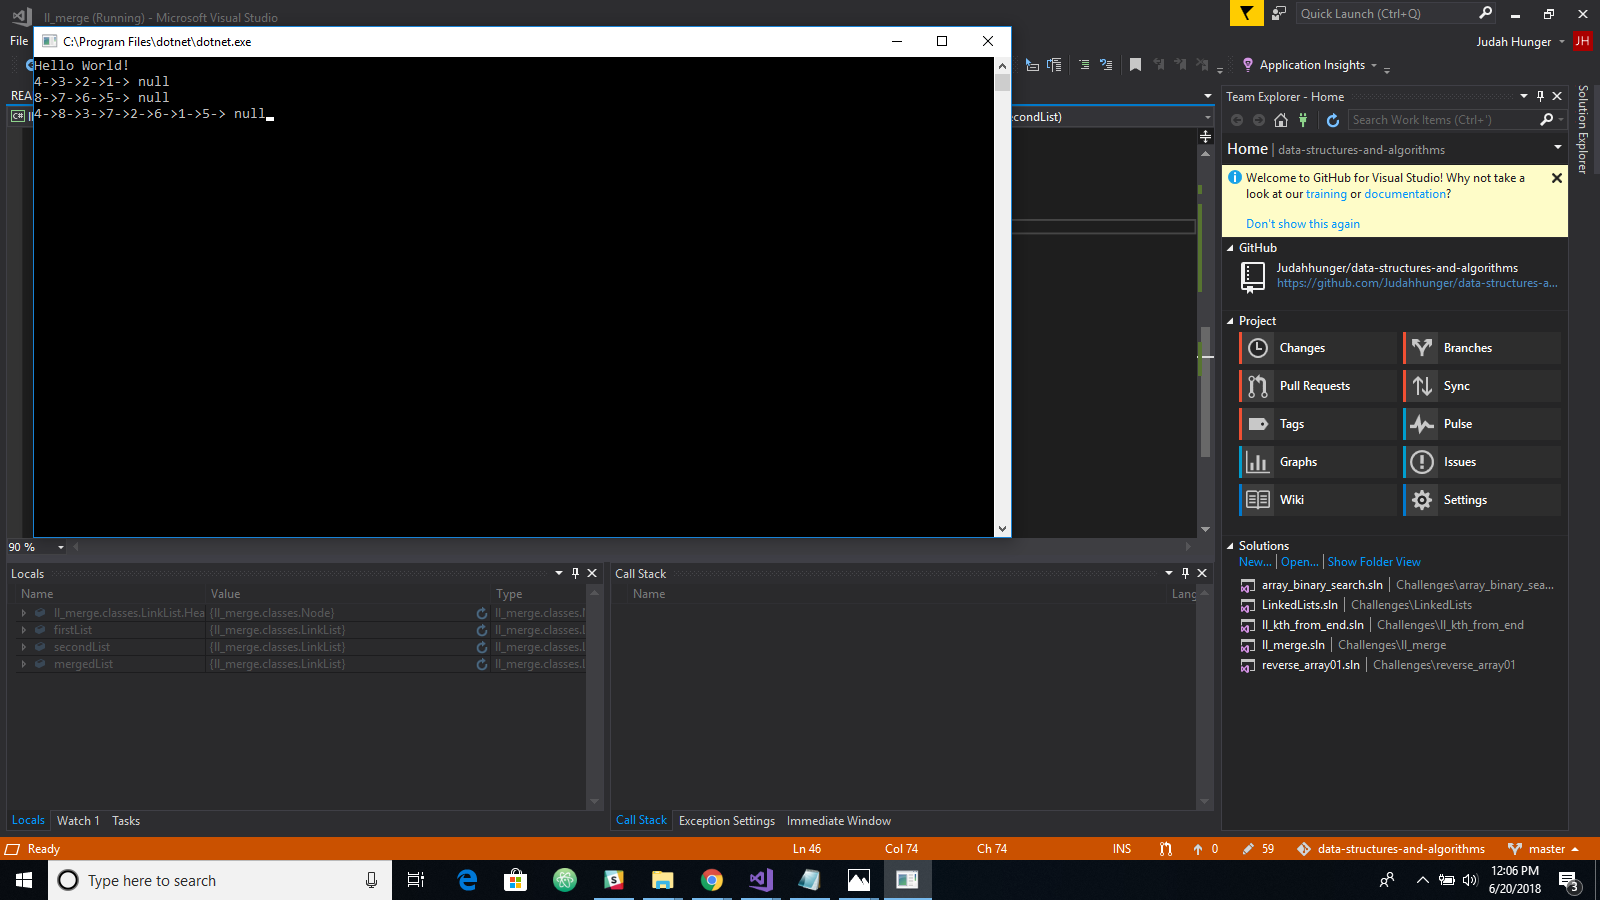 ll_merge (Running) - Microsoft Visual Studio
Quick Launch (Ctrl+Q)
File
Judah Hunger
JH
C:\Program Files\dotnet\dotnet.exe
Hello World!
4->3->2->1-> null
8->7->6->5-> null
4->8->3->7->2->6->1->5-> null
Application Insights
REA
C#
econdList)
Team Explorer - Home
Search Work Items (Ctrl+')
Home | data-structures-and-algorithms
Welcome to GitHub for Visual Studio! Why not take a
look at our training or documentation?
Don't show this again
GitHub
Judahhunger/data-structures-and-algorithms
https://github.com/Judahhunger/data-structures-a...
Project
Changes
Branches
Pull Requests
Sync
Tags
Pulse
Graphs
Issues
Wiki
Settings
Solutions
New... | Open... | Show Folder View
array_binary_search.sln | Challenges\array_binary_sea...
LinkedLists.sln | Challenges\LinkedLists
ll_kth_from_end.sln | Challenges\ll_kth_from_end
ll_merge.sln | Challenges\ll_merge
reverse_array01.sln | Challenges\reverse_array01
Solution Explorer
90 %
Locals
Name Value Type
ll_merge.classes.LinkList.Hea {ll_merge.classes.Node} ll_merge.classes.I
firstList {ll_merge.classes.LinkList} ll_merge.classes.L
secondList {ll_merge.classes.LinkList} ll_merge.classes.L
mergedList {ll_merge.classes.LinkList} ll_merge.classes.L
Locals Watch 1 Tasks
Call Stack
Name Lang
Call Stack Exception Settings Immediate Window
Ready
Ln 46
Col 74
Ch 74
INS
0
59
data-structures-and-algorithms
master
Type here to search
12:06 PM
6/20/2018
3